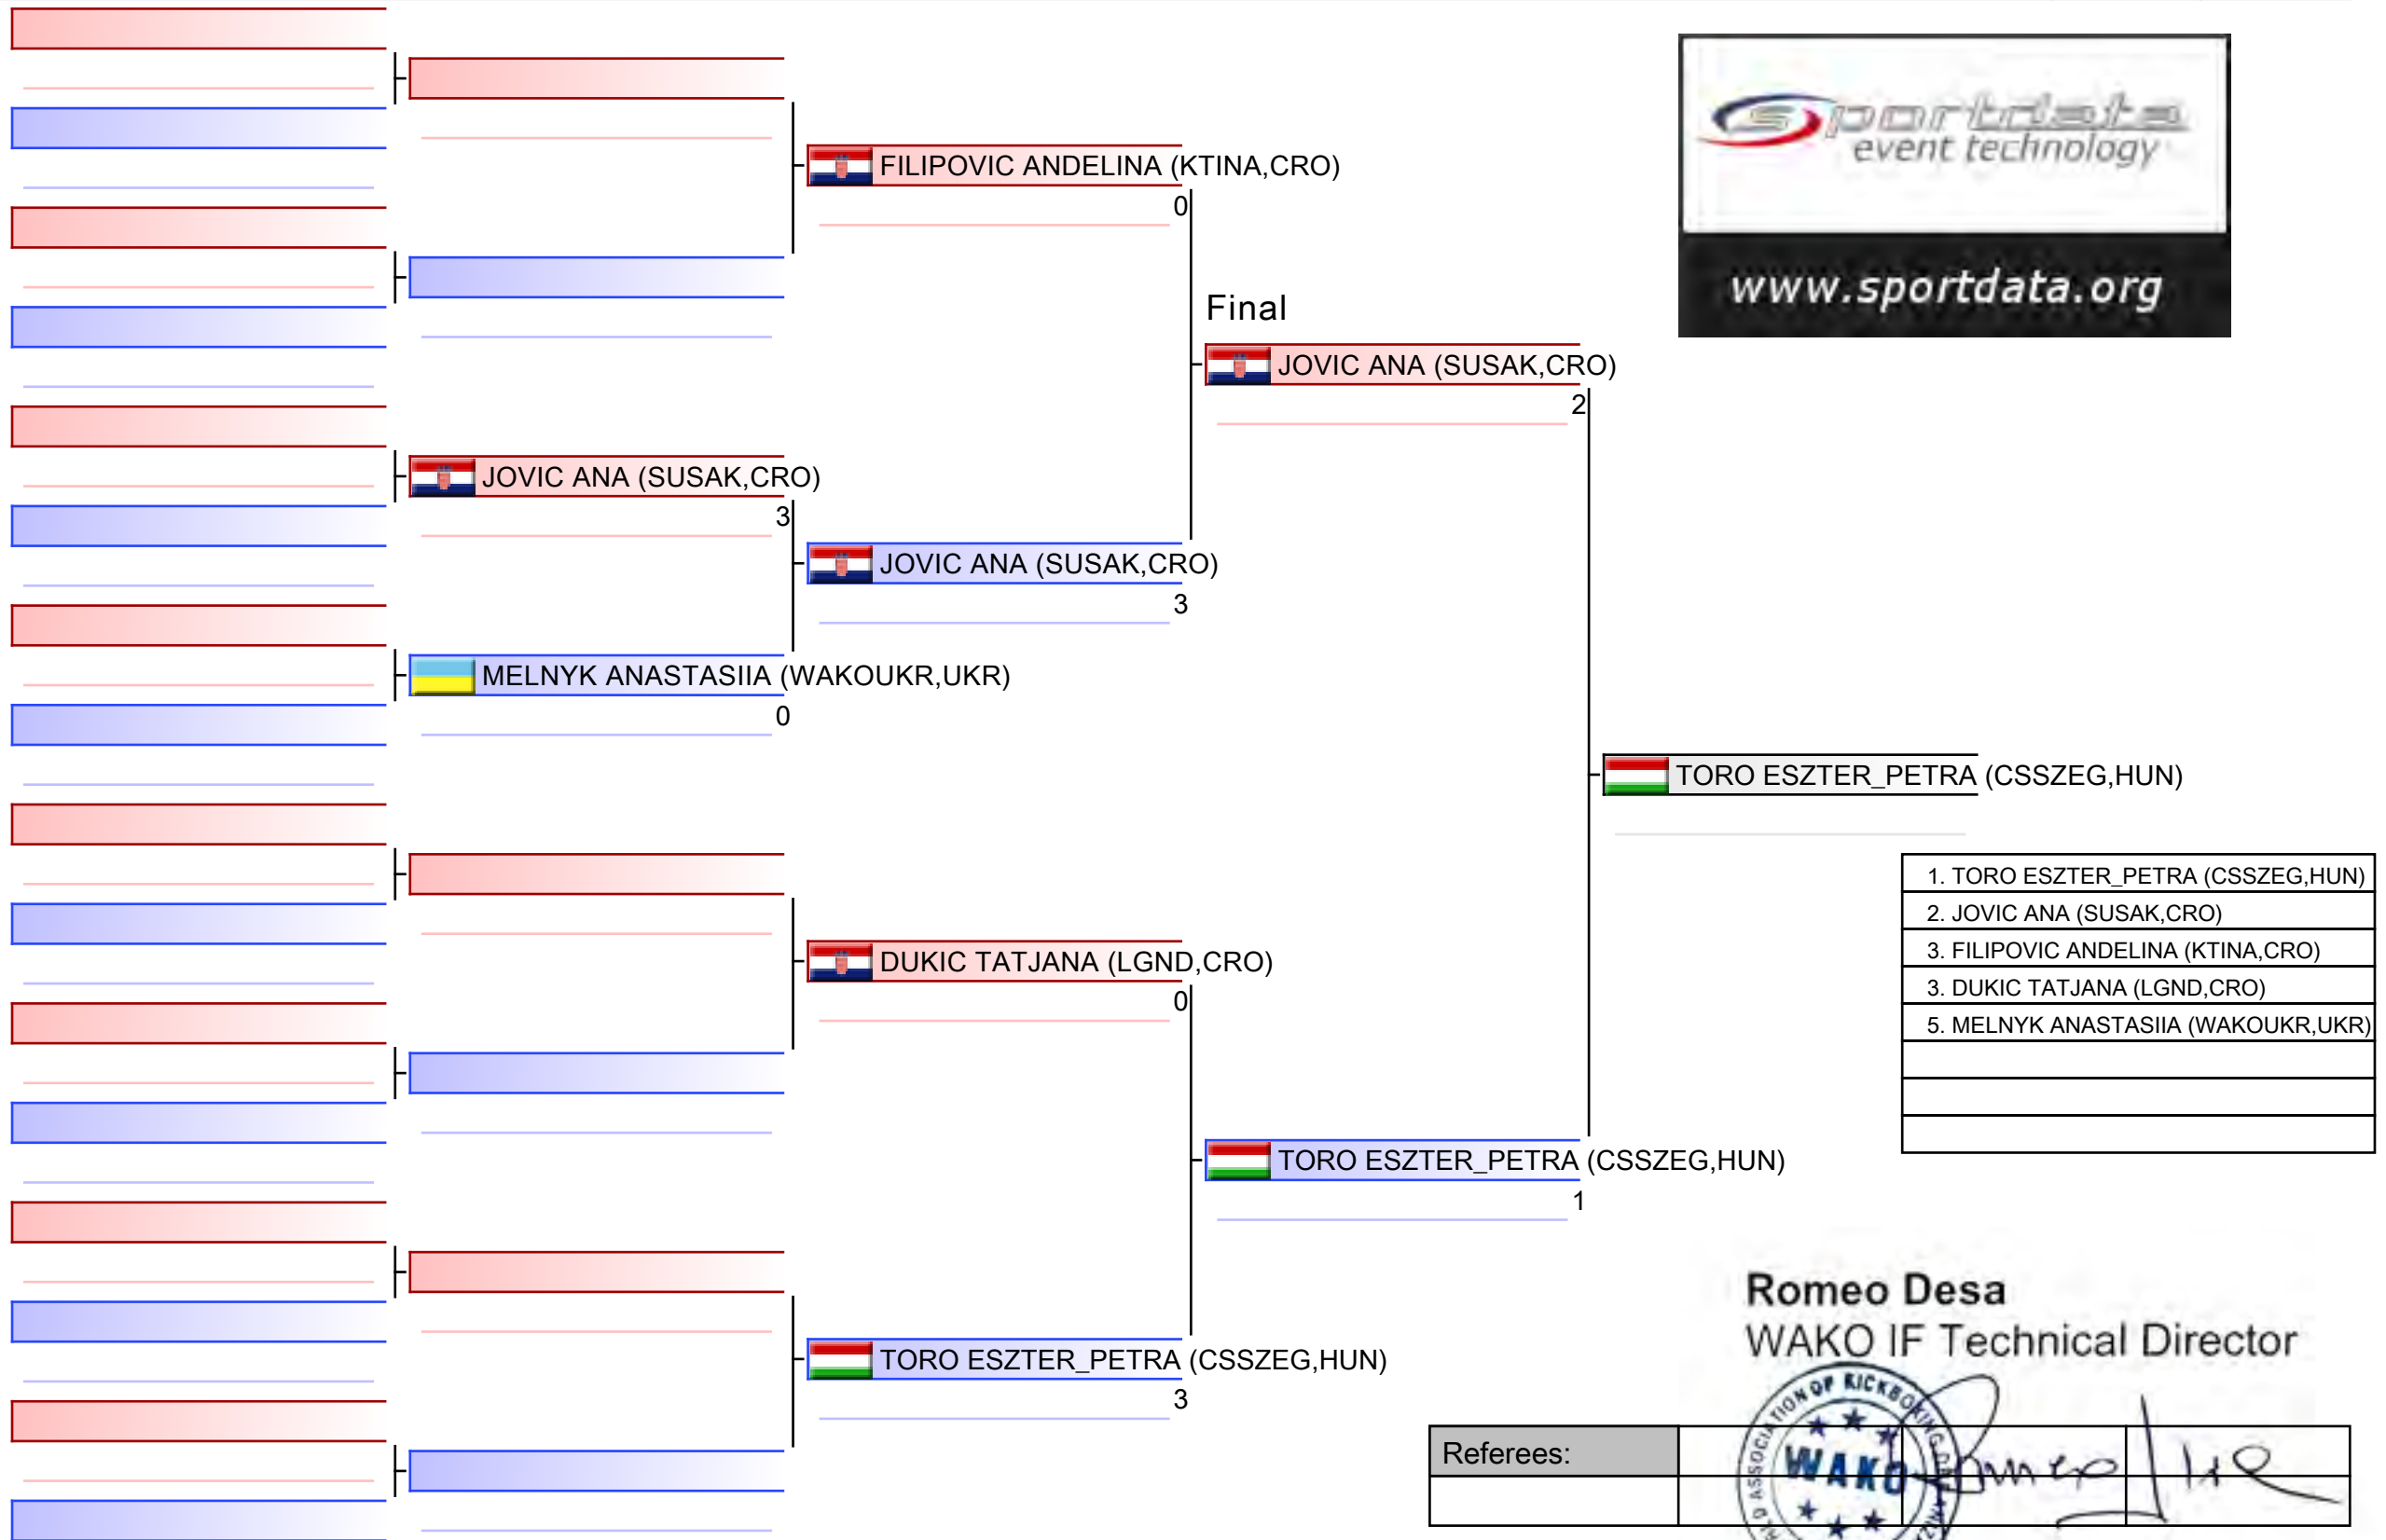 sportdata
event technology
www.sportdata.org
FILIPOVIC ANDELINA (KTINA,CRO)
0
Final
JOVIC ANA (SUSAK,CRO)
2
JOVIC ANA (SUSAK,CRO)
3
JOVIC ANA (SUSAK,CRO)
3
MELNYK ANASTASIIA (WAKOUKR,UKR)
0
TORO ESZTER_PETRA (CSSZEG,HUN)
1. TORO ESZTER_PETRA (CSSZEG,HUN)
2. JOVIC ANA (SUSAK,CRO)
3. FILIPOVIC ANDELINA (KTINA,CRO)
3. DUKIC TATJANA (LGND,CRO)
5. MELNYK ANASTASIIA (WAKOUKR,UKR)
DUKIC TATJANA (LGND,CRO)
0
TORO ESZTER_PETRA (CSSZEG,HUN)
1
TORO ESZTER_PETRA (CSSZEG,HUN)
3
Romeo Desa
WAKO IF Technical Director
Referees:
ASSOCIATION OF KICKBOXING
WAKO